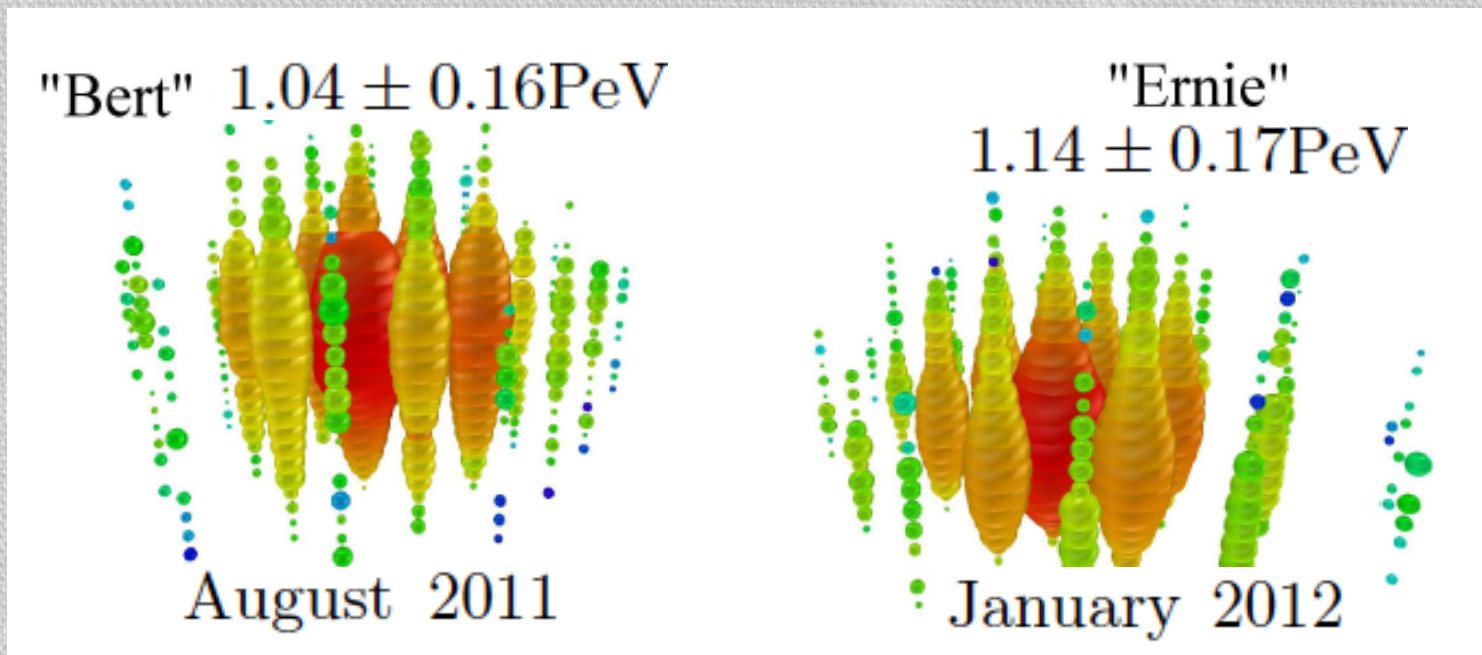 "Bert" 1.04 ± 0.16PeV
August 2011
"Ernie"
1.14 ± 0.17PeV
January 2012